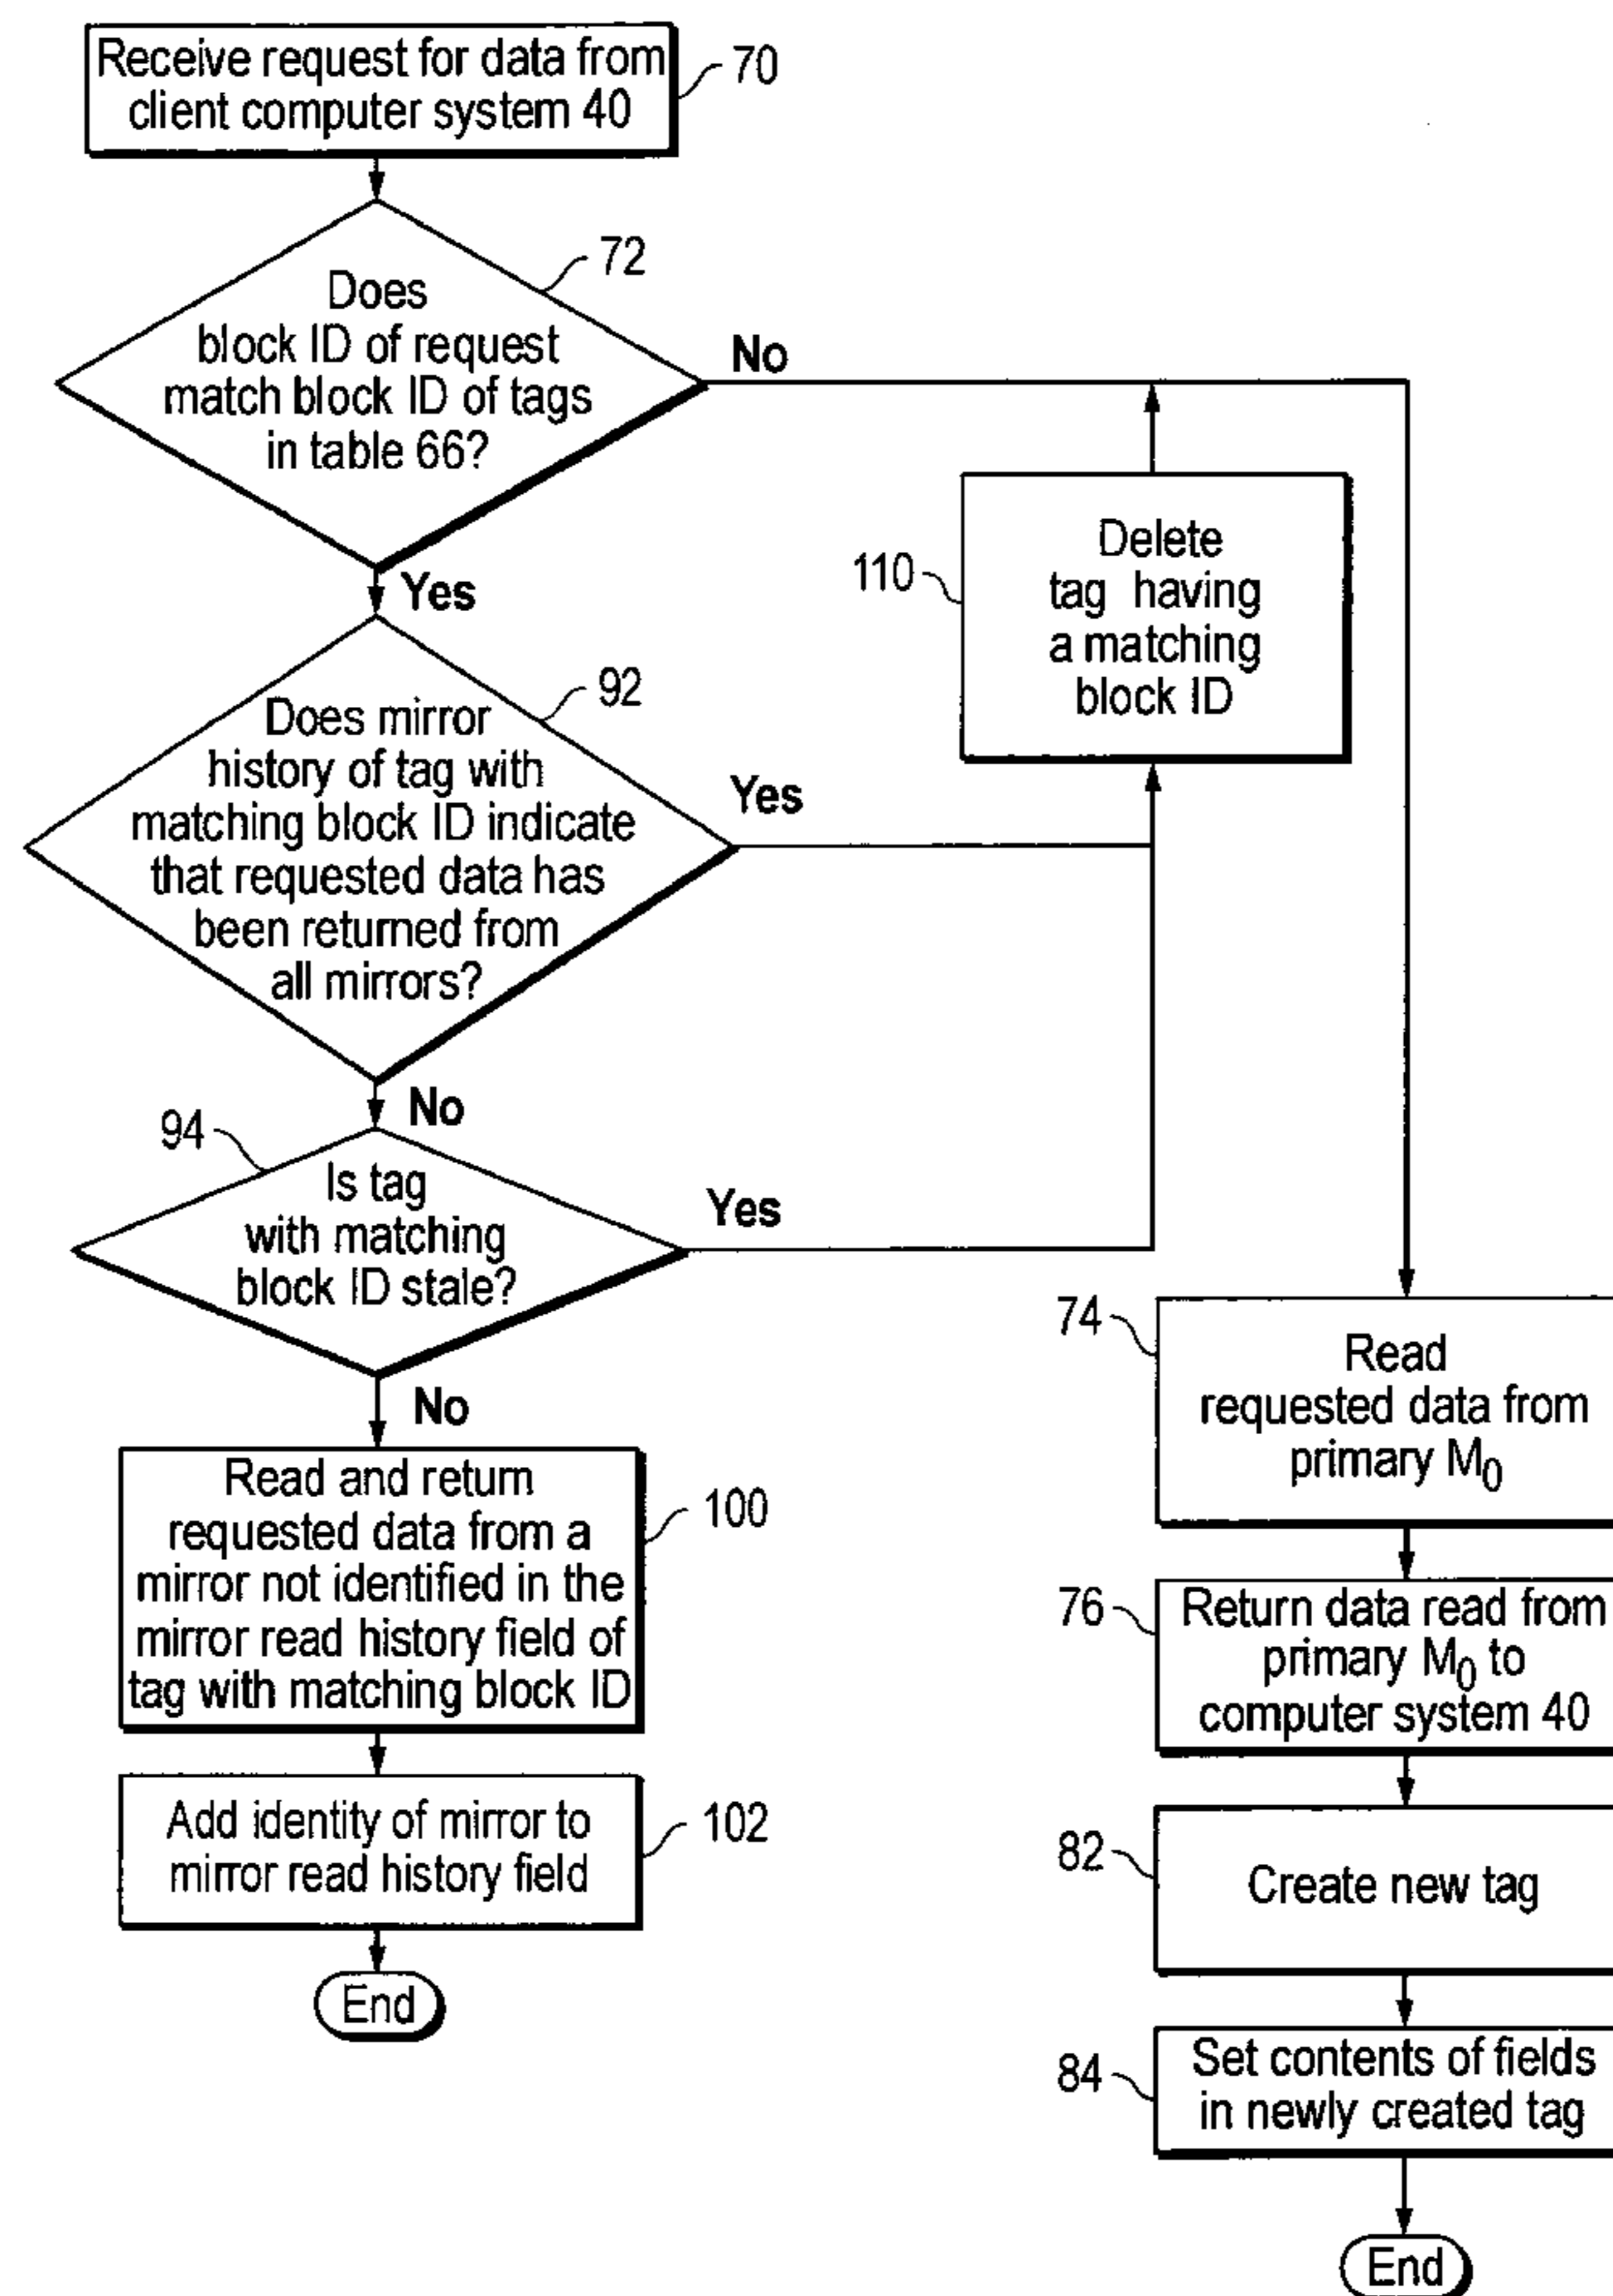 Receive request for data from
client computer system 40
70
Does
block ID of request
match block ID of tags
in table 66?
72
No
Yes
Delete
tag having
a matching
block ID
110
Does mirror
history of tag with
matching block ID indicate
that requested data has
been returned from
all mirrors?
92
Yes
No
94
Is tag
with matching
block ID stale?
Yes
No
Read and return
requested data from a
mirror not identified in the
mirror read history field of
tag with matching block ID
100
Add identity of mirror to
mirror read history field
102
End
74
Read
requested data from
primary M0
76
Return data read from
primary M0 to
computer system 40
82
Create new tag
84
Set contents of fields
in newly created tag
End